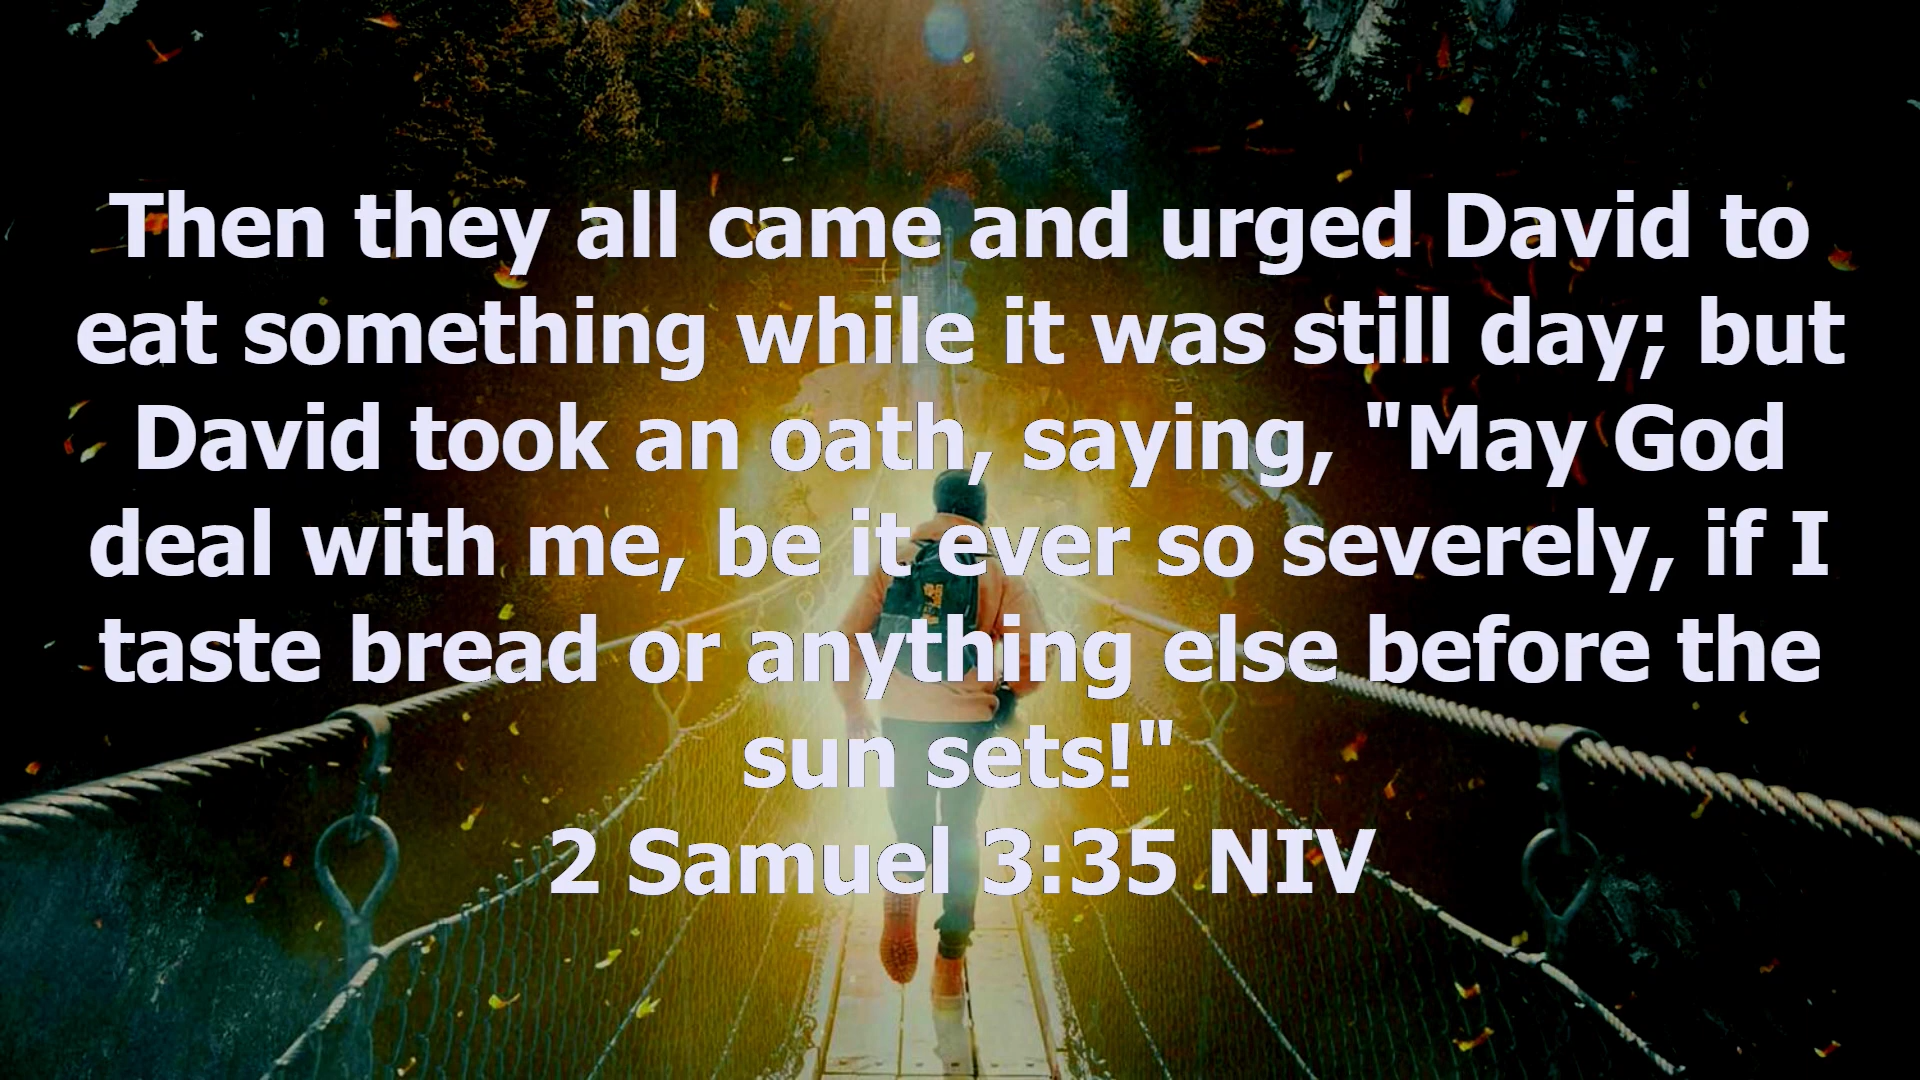 Then they all came and urged David to
eat something while it was still day; but
David took an oath, saying, "May God
deal with me, be it ever so severely, if I
taste bread or anything else before the
sun sets!"
2 Samuel 3:35 NIV